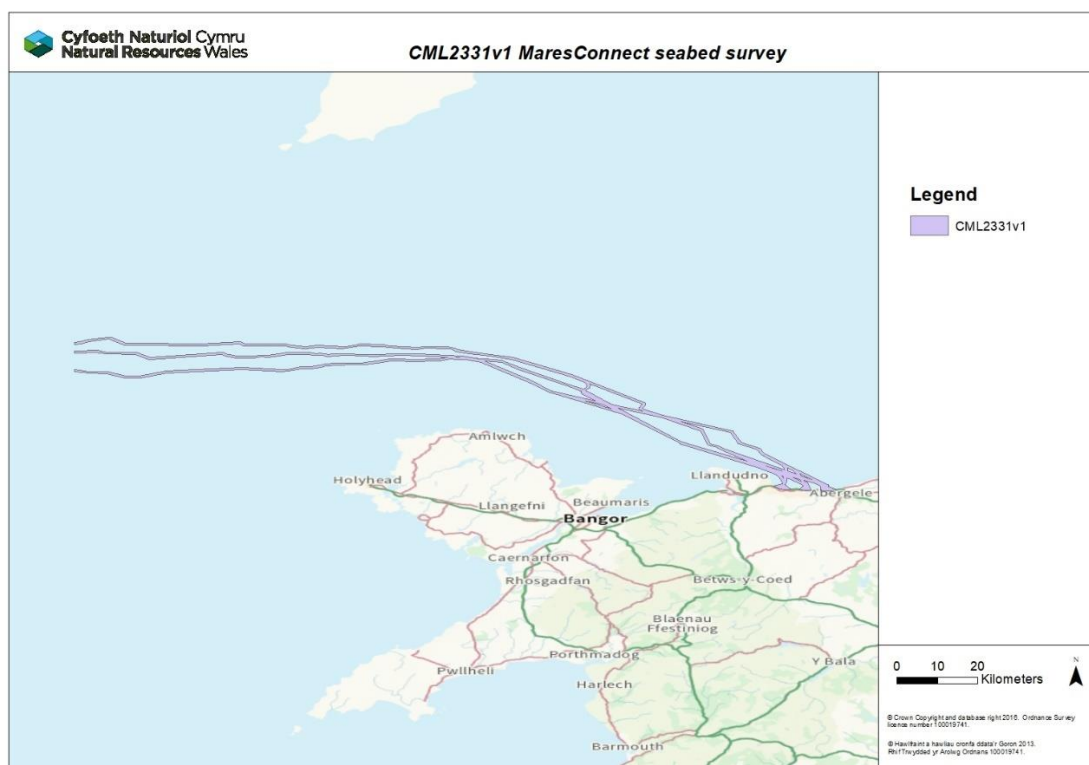 Cyfoeth Naturiol Cymru
Natural Resources Wales
CML2331v1 MaresConnect seabed survey
Legend
CML2331v1
Amlwch
Holyhead
Llandudno
Abergele
Llangefni
Beaumaris
Bangor
Caernarfon
Rhosgadfan
Betws-y-Coed
Blaenau
Ffestiniog
Porthmadog
Y Bala
Pwllheli
Harlech
Barmouth
0 10 20
Kilometers
N
© Crown Copyright and database right 2016. Ordnance Survey
licence number 100019741.
© Hawlfraint a hawliau cronfa ddata'r Goron 2013.
Rhif Trwydded yr Arolwg Ordnans 100019741.